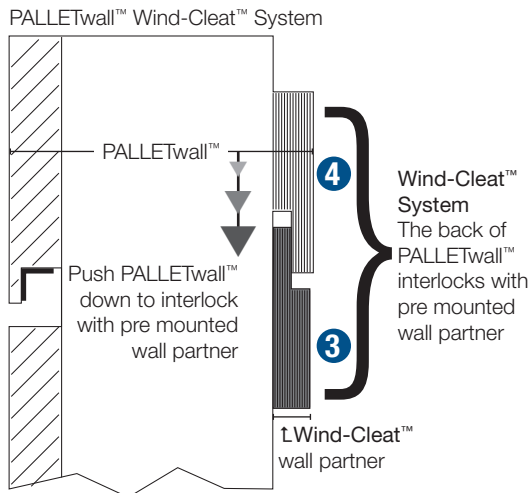 PALLETwall™ Wind-Cleat™ System
PALLETwall™
4
Wind-Cleat™
System
The back of
PALLETwall™
interlocks with
pre mounted
wall partner
Push PALLETwall™
down to interlock
with pre mounted
wall partner
3
Wind-Cleat™
wall partner